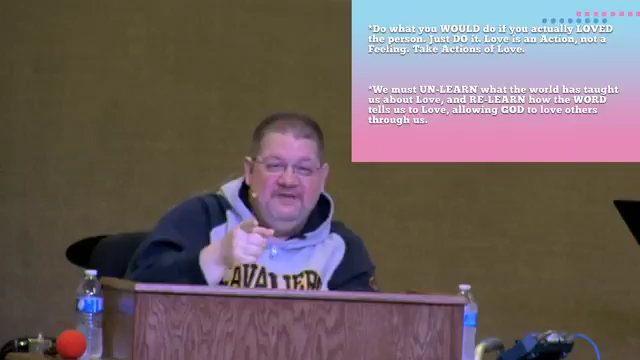 *Do what you WOULD do if you actually LOVED
the person. Just DO it. Love is an Action, not a
Feeling. Take Actions of Love.
*We must UN-LEARN what the world has taught
us about Love, and RE-LEARN how the WORD
tells us to Love, allowing GOD to love others
through us.
CAVALIERS